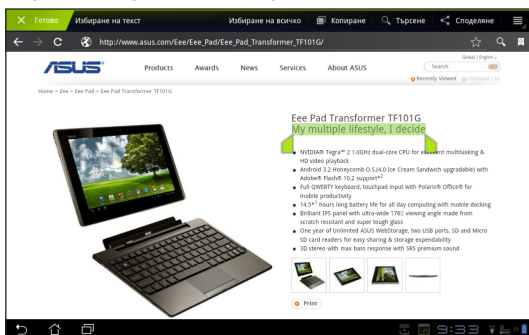 Готово
Избиране на текст
Избиране на всичко
Копиране
Търсене
Споделяне
http://www.asus.com/Eee/Eee_Pad/Eee_Pad_Transformer_TF101G/
Global / English
ASUS
Products
Awards
News
Services
About ASUS
Search
Recently Viewed
Compare List
Home > Eee > Eee Pad > Eee Pad Transformer TF101G
Eee Pad Transformer TF101G
My multiple lifestyle, I decide
NVIDIA® Tegra™ 2 1.0GHz dual-core CPU for excellent multitasking &
HD video playback
Android 3.2 Honeycomb O.S.(4.0 Ice Cream Sandwich upgradable) with
Adobe® Flash® 10.2 support*²
Full QWERTY keyboard, touchpad input with Polaris® Office® for
mobile productivity
14.5*¹ hours long battery life for all day computing with mobile docking
Brilliant IPS panel with ultra-wide 178 viewing angle made from
scratch resistant and super tough glass
One year of Unlimited ASUS WebStorage, two USB ports, SD and Micro
SD card readers for easy sharing & storage expendability
3D stereo with max bass response with SRS premium sound
Print
9:33